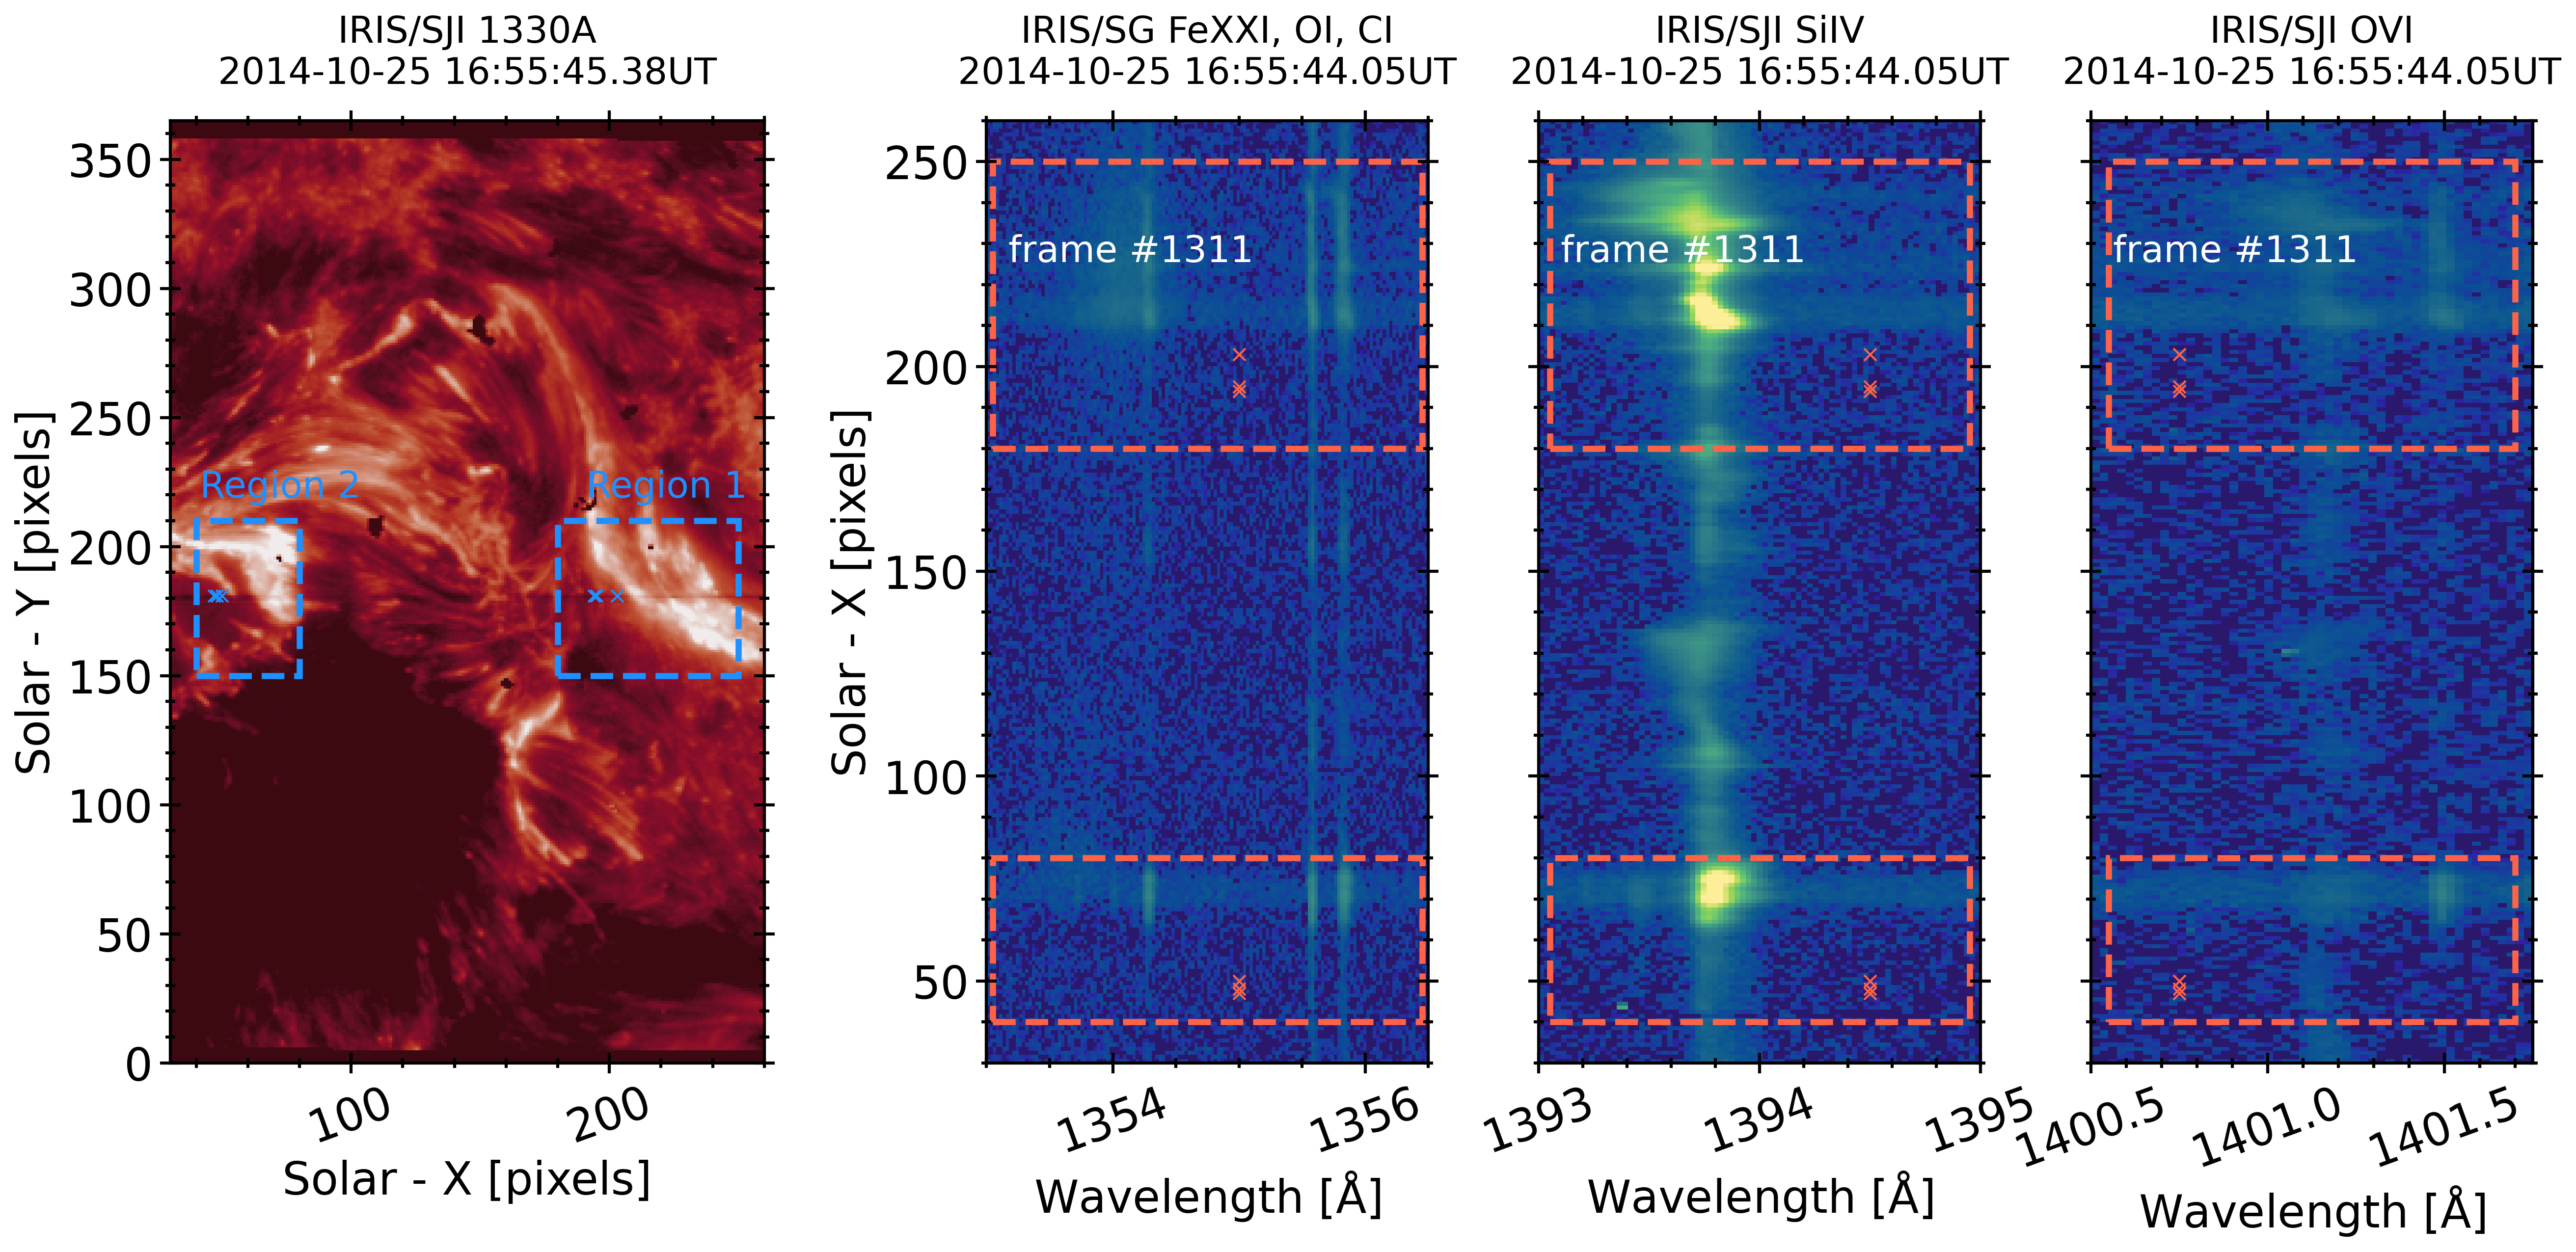 IRIS/SJI 1330A
2014-10-25 16:55:45.38UT
350
300
250
200
150
100
50
0
100
200
Solar - Y [pixels]
Solar - X [pixels]
Region 2
Region 1
IRIS/SG FeXXI, OI, CI
2014-10-25 16:55:44.05UT
250
200
150
100
50
1354
1356
Solar - X [pixels]
Wavelength [Å]
frame #1311
IRIS/SJI SiIV
2014-10-25 16:55:44.05UT
frame #1311
1393
1394
1395
Wavelength [Å]
IRIS/SJI OVI
2014-10-25 16:55:44.05UT
frame #1311
1400.5
1401.0
1401.5
Wavelength [Å]